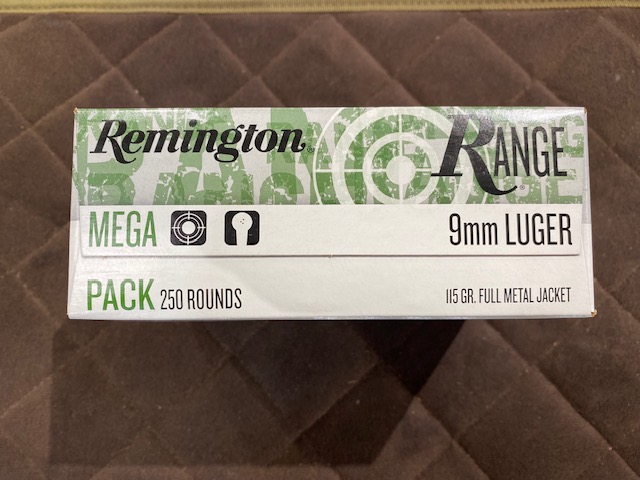 Remington
RANGE
MEGA
9mm LUGER
PACK 250 ROUNDS
115 GR. FULL METAL JACKET